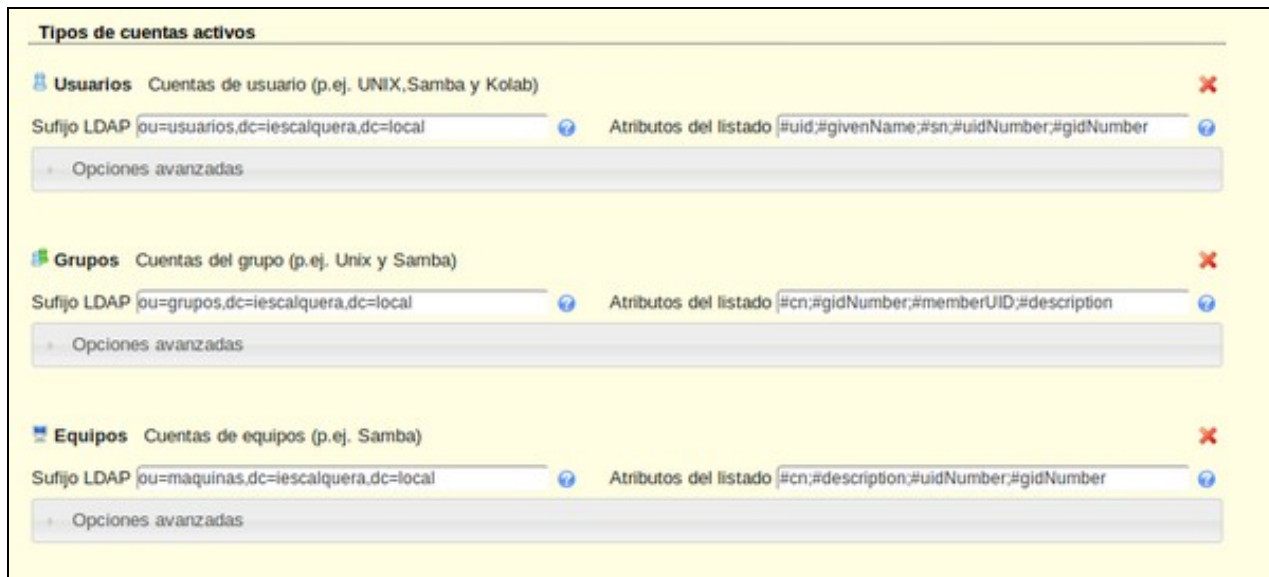 Tipos de cuentas activos
Usuarios Cuentas de usuario (p.ej. UNIX,Samba y Kolab)
Sufijo LDAP ou=usuarios,dc=iescalquera,dc=local Atributos del listado #uid;#givenName;#sn;#uidNumber;#gidNumber
Opciones avanzadas
Grupos Cuentas del grupo (p.ej. Unix y Samba)
Sufijo LDAP ou=grupos,dc=iescalquera,dc=local Atributos del listado #cn;#gidNumber;#memberUID;#description
Opciones avanzadas
Equipos Cuentas de equipos (p.ej. Samba)
Sufijo LDAP ou=maquinas,dc=iescalquera,dc=local Atributos del listado #cn;#description;#uidNumber;#gidNumber
Opciones avanzadas